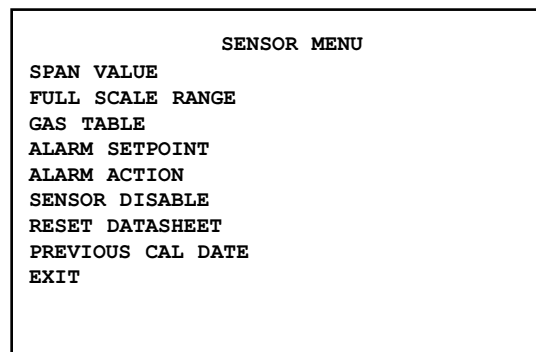 SENSOR MENU
SPAN VALUE
FULL SCALE RANGE
GAS TABLE
ALARM SETPOINT
ALARM ACTION
SENSOR DISABLE
RESET DATASHEET
PREVIOUS CAL DATE
EXIT